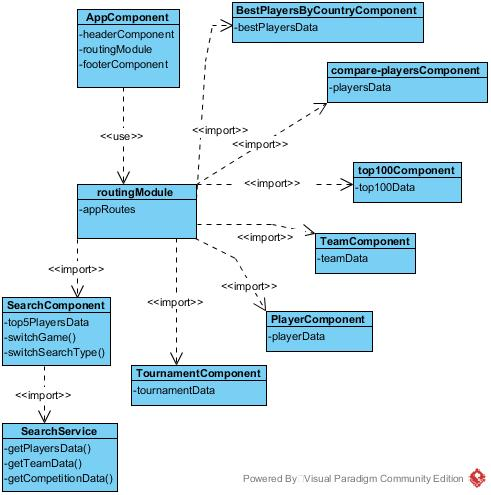 AppComponent
-headerComponent
-routingModule
-footerComponent
BestPlayersByCountryComponent
-bestPlayersData
compare-playersComponent
-playersData
<<use>>
<<import>>
<<import>>
top100Component
-top100Data
<<import>>
routingModule
-appRoutes
<<import>>
TeamComponent
-teamData
<<import>>
<<import>>
<<import>>
SearchComponent
-top5PlayersData
-switchGame()
-switchSearchType()
PlayerComponent
-playerData
TournamentComponent
-tournamentData
<<import>>
SearchService
-getPlayersData()
-getTeamData()
-getCompetitionData()
Powered By Visual Paradigm Community Edition